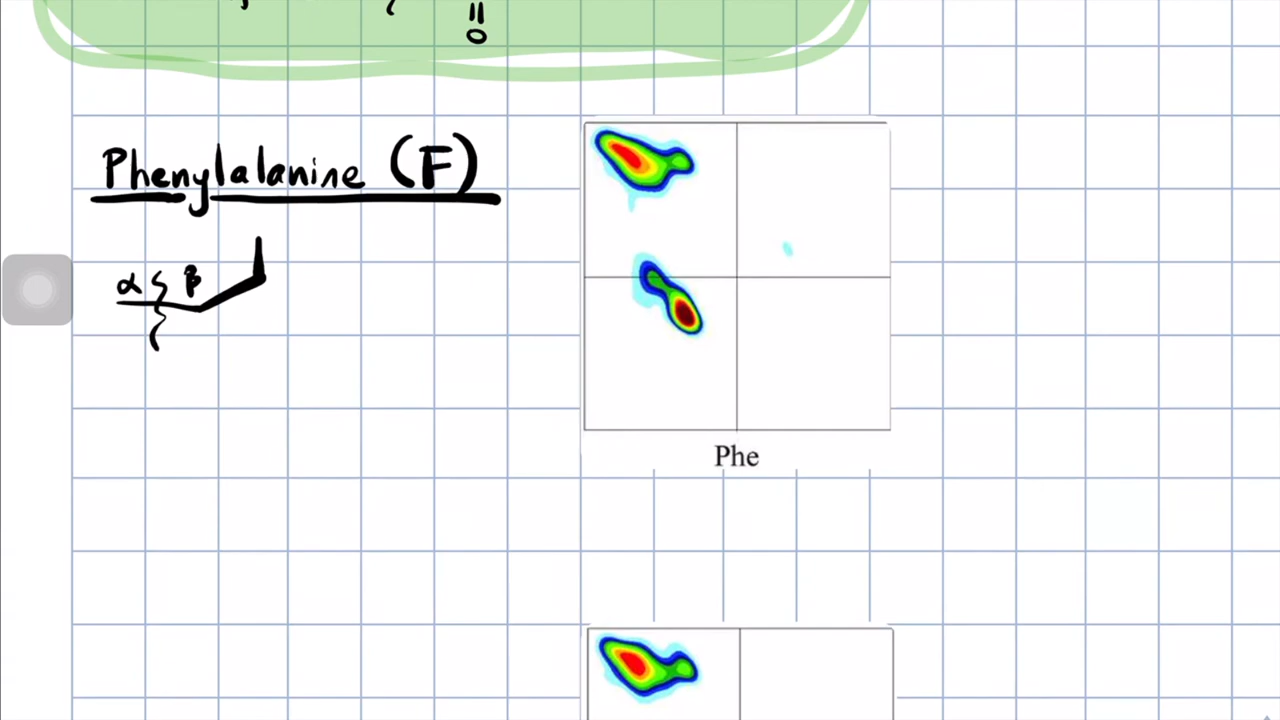 ||
O
Phenylalanine (F)
α β
Phe